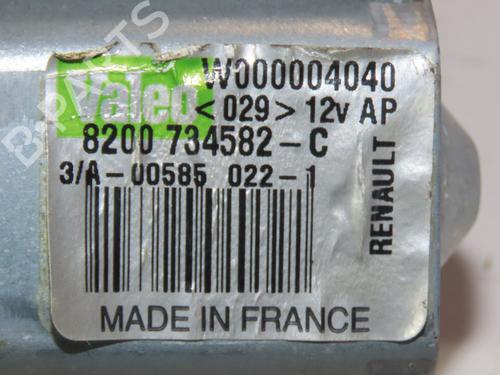 W000004040
Valeo <029> 12v AP
8200 734582-C
3/A-00585 022-1
RENAULT
MADE IN FRANCE